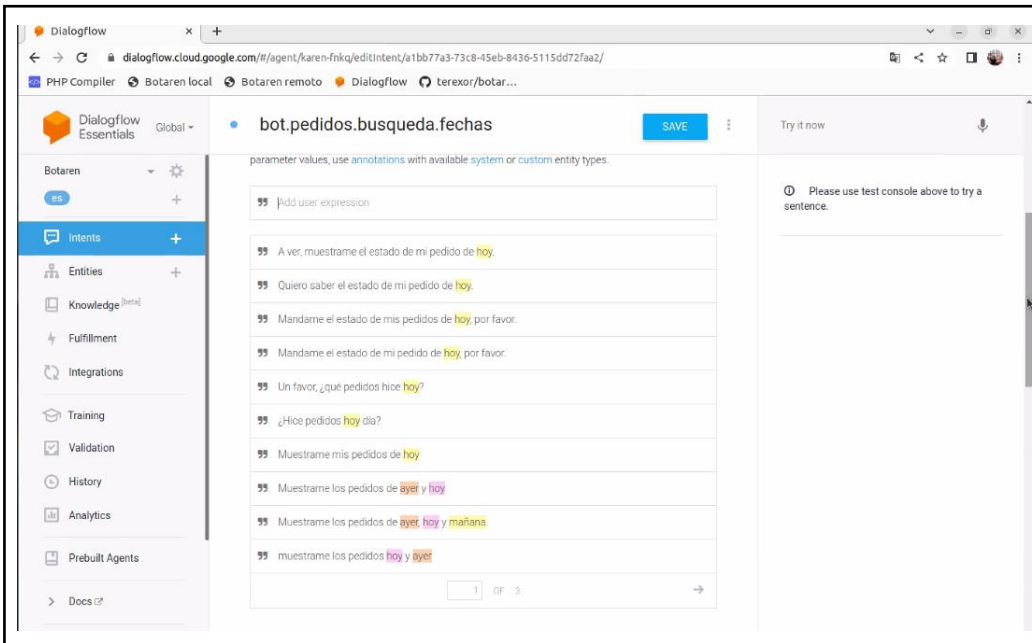 Dialogflow
dialogflow.cloud.google.com/#/agent/karen-fnkq/editIntent/a1bb77a3-73c8-45eb-8436-5115dd72faa2/
PHP Compiler Botaren local Botaren remoto Dialogflow terexor/botar...
Dialogflow Essentials Global
bot.pedidos.busqueda.fechas
SAVE
Try it now
parameter values, use annotations with available system or custom entity types.
Botaren
es
Please use test console above to try a
sentence.
Add user expression
Intents
Entities
Knowledge [beta]
Fulfillment
Integrations
Training
Validation
History
Analytics
Prebuilt Agents
Docs
A ver, muestrame el estado de mi pedido de hoy.
Quiero saber el estado de mi pedido de hoy.
Mandame el estado de mis pedidos de hoy, por favor.
Mandame el estado de mi pedido de hoy, por favor.
Un favor, ¿qué pedidos hice hoy?
¿Hice pedidos hoy día?
Muestrame mis pedidos de hoy
Muestrame los pedidos de ayer y hoy
Muestrame los pedidos de ayer, hoy y mañana.
muestrame los pedidos hoy y ayer
1 OF 3